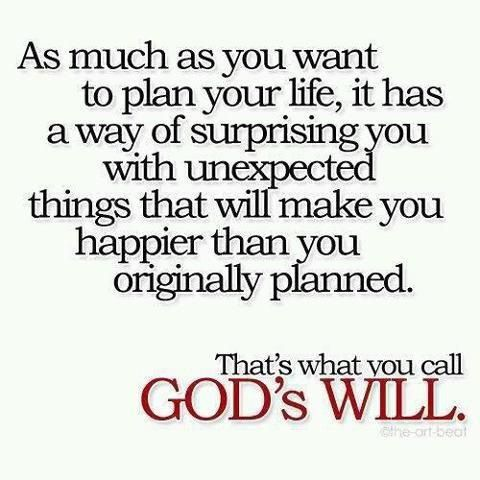 As much as you want
to plan your life, it has
a way of surprising you
with unexpected
things that will make you
happier than you
originally planned.
That's what you call
GOD's WILL.
©the-art-beat